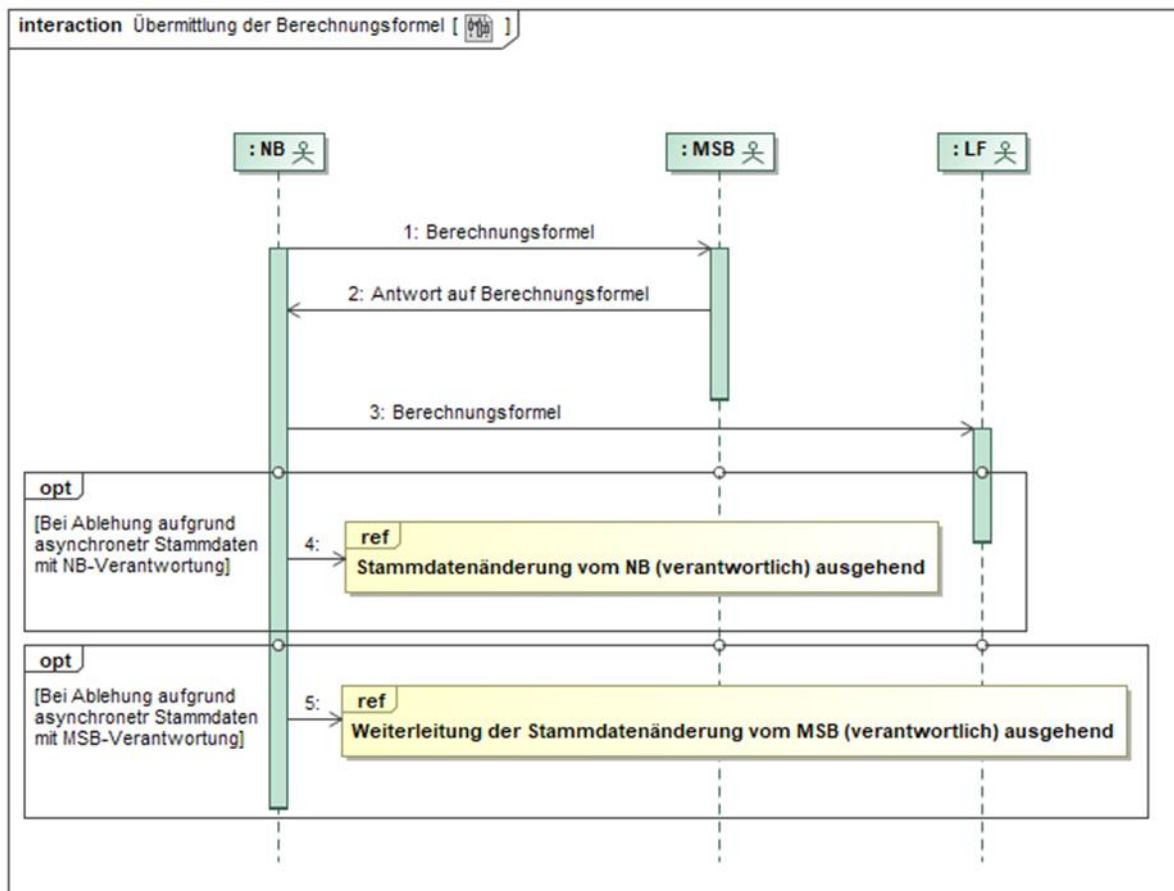 interaction Übermittlung der Berechnungsformel [ ]
: NB
: MSB
: LF
1: Berechnungsformel
2: Antwort auf Berechnungsformel
3: Berechnungsformel
opt
[Bei Ablehung aufgrund
asynchronetr Stammdaten
mit NB-Verantwortung]
4:
ref
Stammdatenänderung vom NB (verantwortlich) ausgehend
opt
[Bei Ablehung aufgrund
asynchronetr Stammdaten
mit MSB-Verantwortung]
5:
ref
Weiterleitung der Stammdatenänderung vom MSB (verantwortlich) ausgehend